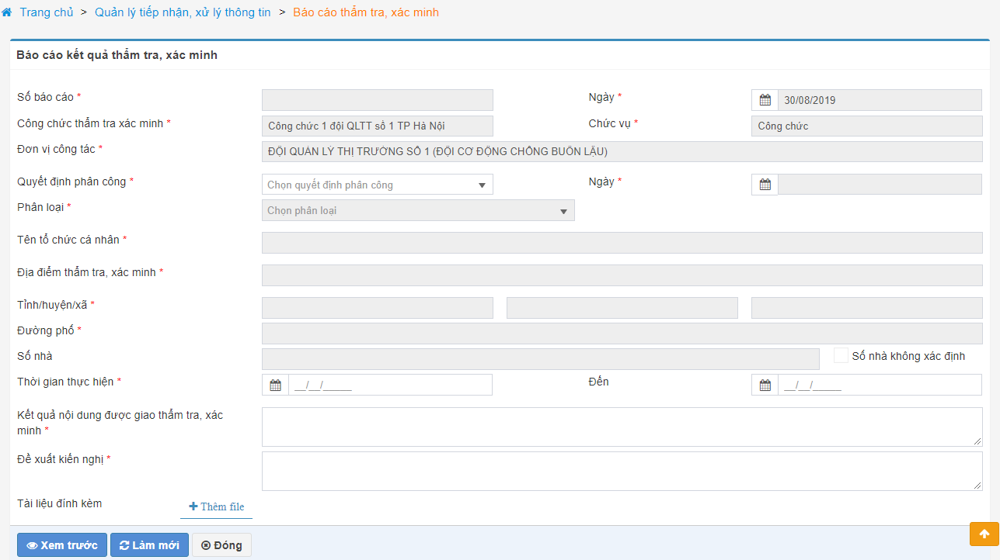 Trang chủ > Quản lý tiếp nhận, xử lý thông tin > Báo cáo thẩm tra, xác minh
Báo cáo kết quả thẩm tra, xác minh
Số báo cáo * Ngày * 30/08/2019
Công chức thẩm tra xác minh * Công chức 1 đội QLTT số 1 TP Hà Nội Chức vụ * Công chức
Đơn vị công tác * ĐỘI QUẢN LÝ THỊ TRƯỜNG SỐ 1 (ĐỘI CƠ ĐỘNG CHỐNG BUÔN LẬU)
Quyết định phân công * Chọn quyết định phân công Ngày *
Phân loại * Chọn phân loại
Tên tổ chức cá nhân *
Địa điểm thẩm tra, xác minh *
Tỉnh/huyện/xã *
Đường phố *
Số nhà Số nhà không xác định
Thời gian thực hiện * __/__/____ Đến __/__/____
Kết quả nội dung được giao thẩm tra, xác
minh *
Đề xuất kiến nghị *
Tài liệu đính kèm Thêm file
Xem trước Làm mới Đóng